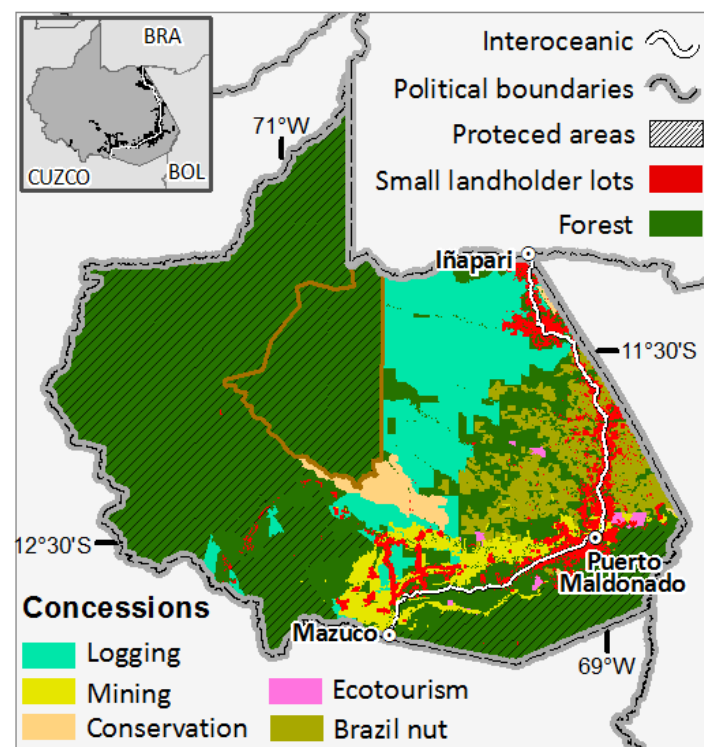 BRA
CUZCO
BOL
Interoceanic
Political boundaries
Proteced areas
Small landholder lots
Forest
71°W
Iñapari
11°30'S
12°30'S
Puerto
Maldonado
Mazuco
69°W
Concessions
Logging
Mining
Conservation
Ecotourism
Brazil nut